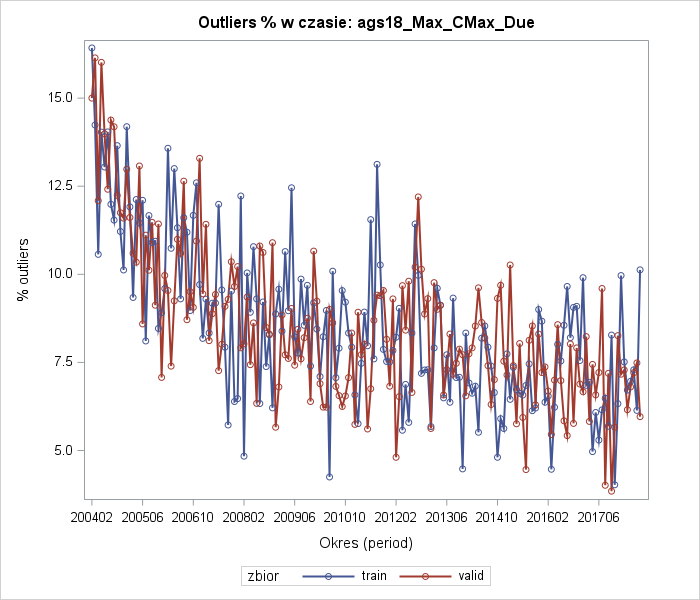 Outliers % w czasie: ags18_Max_CMax_Due
% outliers
15.0
12.5
10.0
7.5
5.0
200402 200506 200610 200802 200906 201010 201202 201306 201410 201602 201706
Okres (period)
zbior train valid